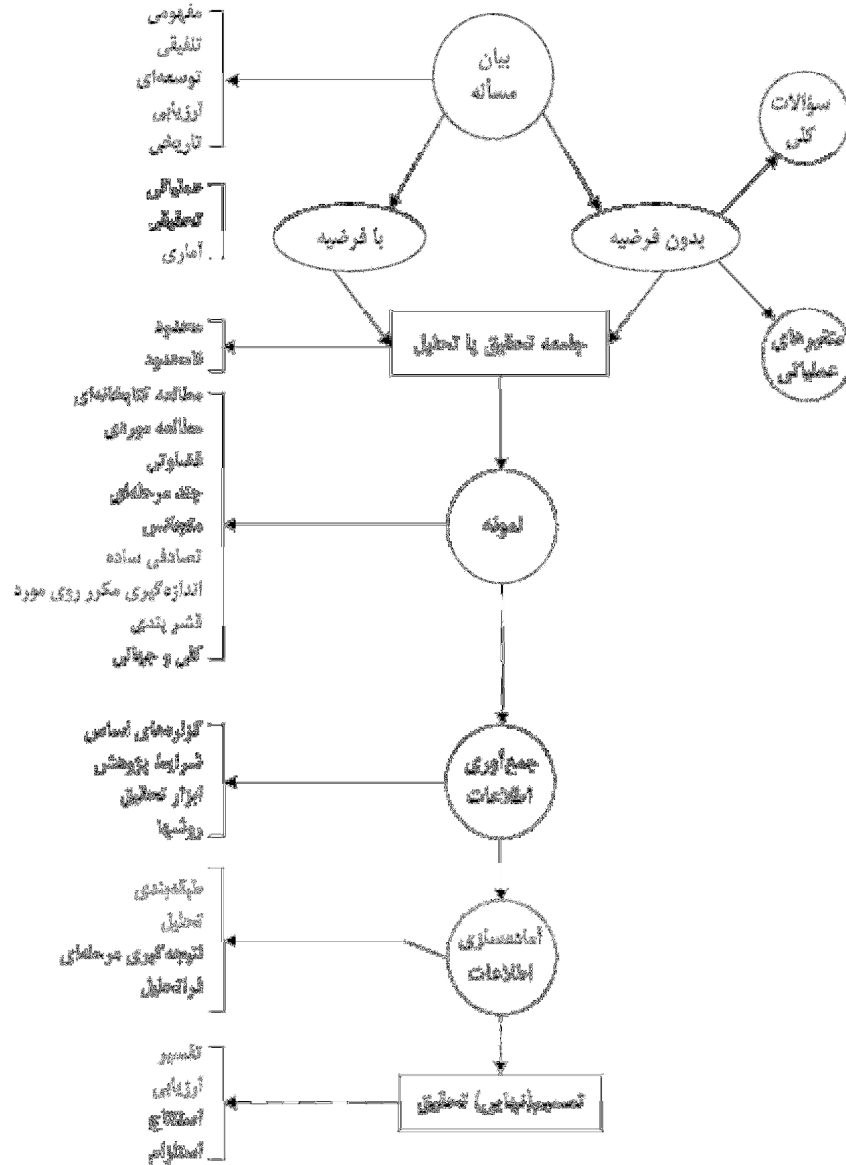 مفهومی
تلفیقی
توسعه‌ای
ارزیابی
تاریخی
بیان
مسأله
سؤالات
کلی
عملیاتی
تحقیقی
آماری
با فرضیه
بدون فرضیه
متغیرهای
عملیاتی
محدود
نامحدود
جامعه تحقیق یا تحلیل
مطالعه کتابخانه‌ای
مطالعه موردی
قضاوتی
چند مرحله‌ای
متجانس
تصادفی ساده
اندازه‌گیری مکرر روی مورد
قشر بندی
کلی و جهانی
نمونه
گزاره‌های اساس
شرایط پژوهش
ابزار تحقیق
روشها
جمع‌آوری
اطلاعات
طبقه‌بندی
تحلیل
نتیجه‌گیری مرحله‌ای
فراتحلیل
آماده‌سازی
اطلاعات
تفسیر
ارزیابی
استنتاج
استلزام
تصمیم(نهایی) تحقیق